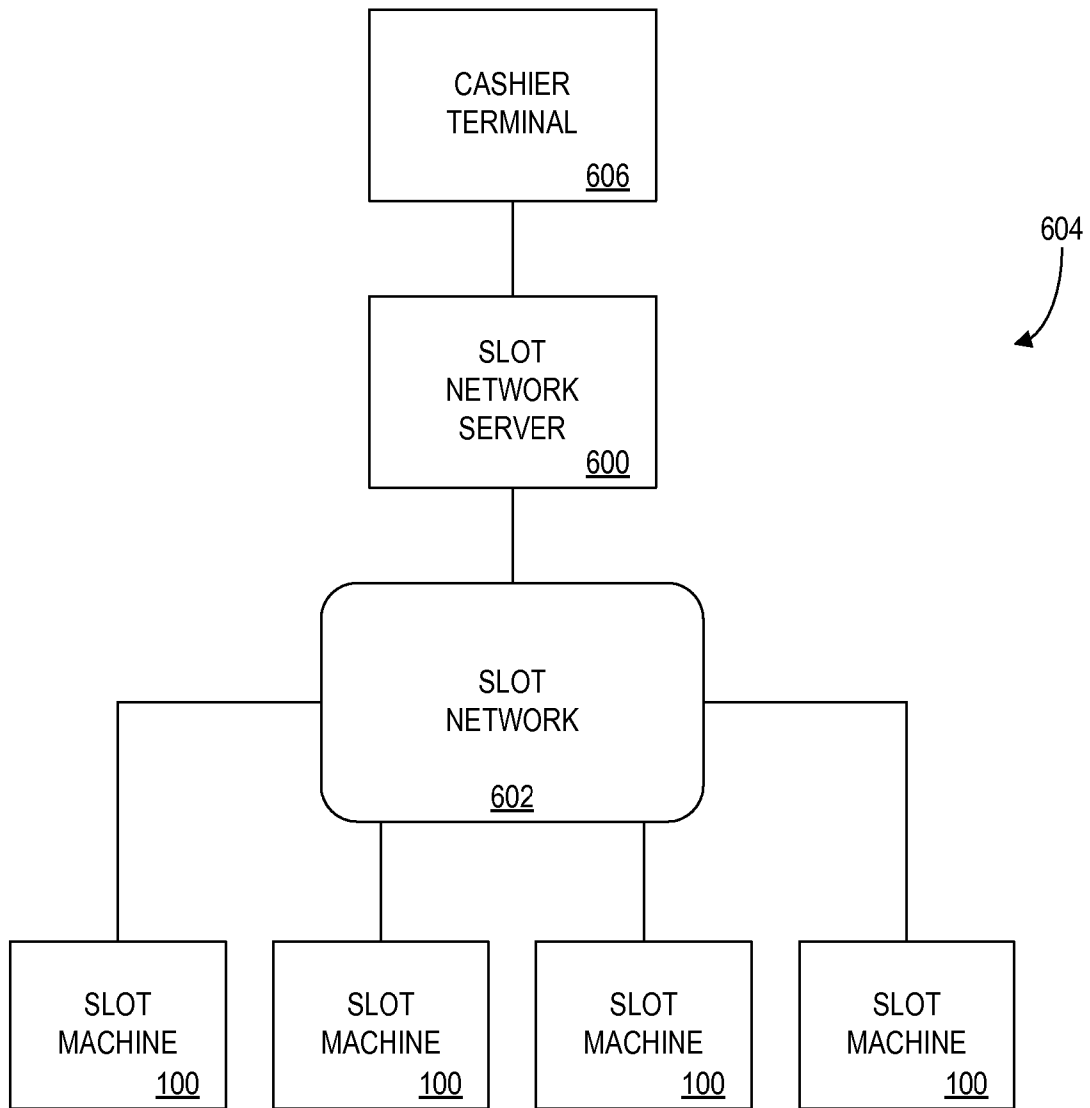 CASHIER
TERMINAL
606
604
SLOT
NETWORK
SERVER
600
SLOT
NETWORK
602
SLOT
MACHINE
100
SLOT
MACHINE
100
SLOT
MACHINE
100
SLOT
MACHINE
100